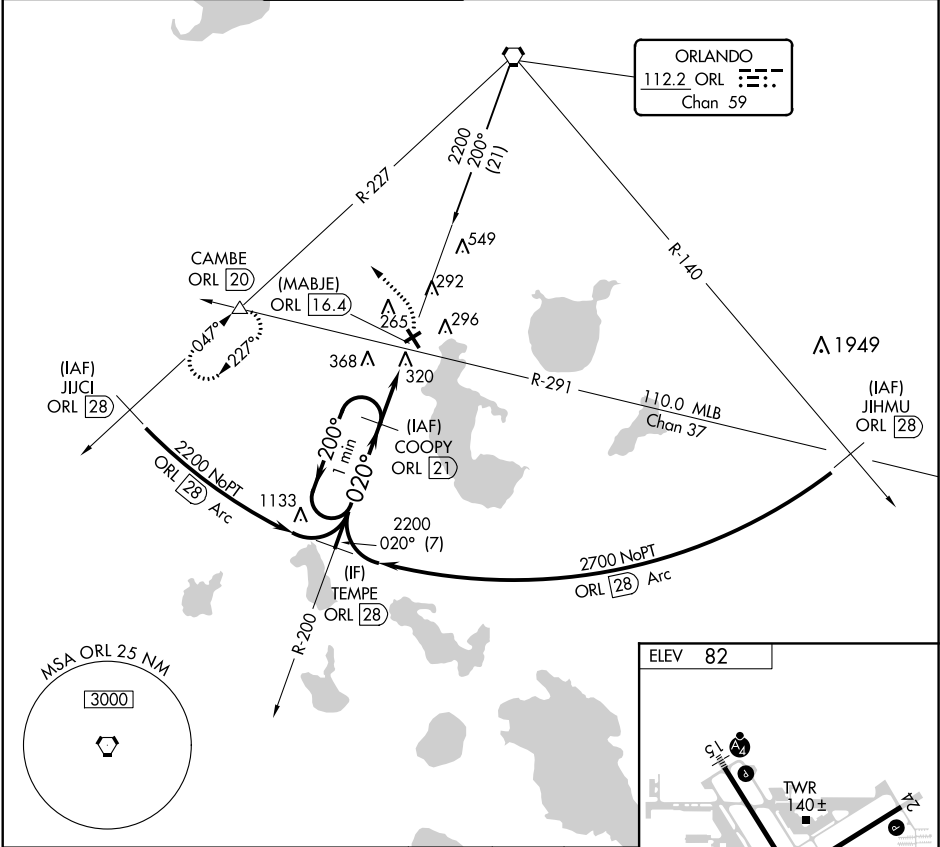 ORLANDO
112.2 ORL
Chan 59
2200
200°
(21)
R-227
R-140
549
292
296
265
368
320
CAMBE
ORL 20
(MABJE)
ORL 16.4
047°
227°
(IAF)
JIJCI
ORL 28
1949
(IAF)
JIHMU
ORL 28
R-291
110.0 MLB
Chan 37
(IAF)
COOPY
ORL 21
200°
1 min
020°
2200 NoPT
ORL 28 Arc
1133
2200
020° (7)
2700 NoPT
ORL 28 Arc
(IF)
TEMPE
ORL 28
R-200
MSA ORL 25 NM
3000
ELEV 82
15
A4
P
TWR
140±
24
P